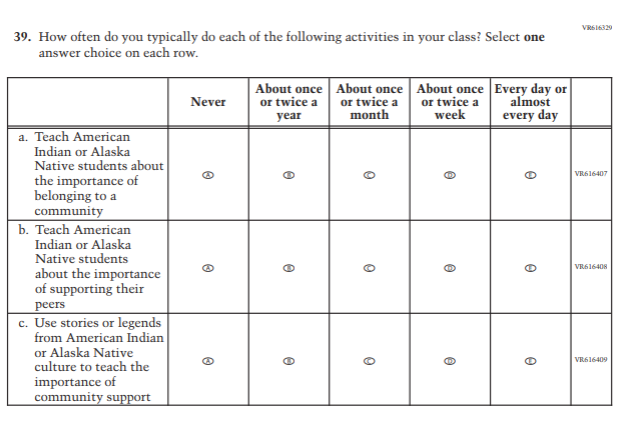 VR616329
39. How often do you typically do each of the following activities in your class? Select one
answer choice on each row.
Never
About once
or twice a
year
About once
or twice a
month
About once
or twice a
week
Every day or
almost
every day
a. Teach American
Indian or Alaska
Native students about
the importance of
belonging to a
community
A B C D E VR616407
b. Teach American
Indian or Alaska
Native students
about the importance
of supporting their
peers
A B C D E VR616408
c. Use stories or legends
from American Indian
or Alaska Native
culture to teach the
importance of
community support
A B C D E VR616409